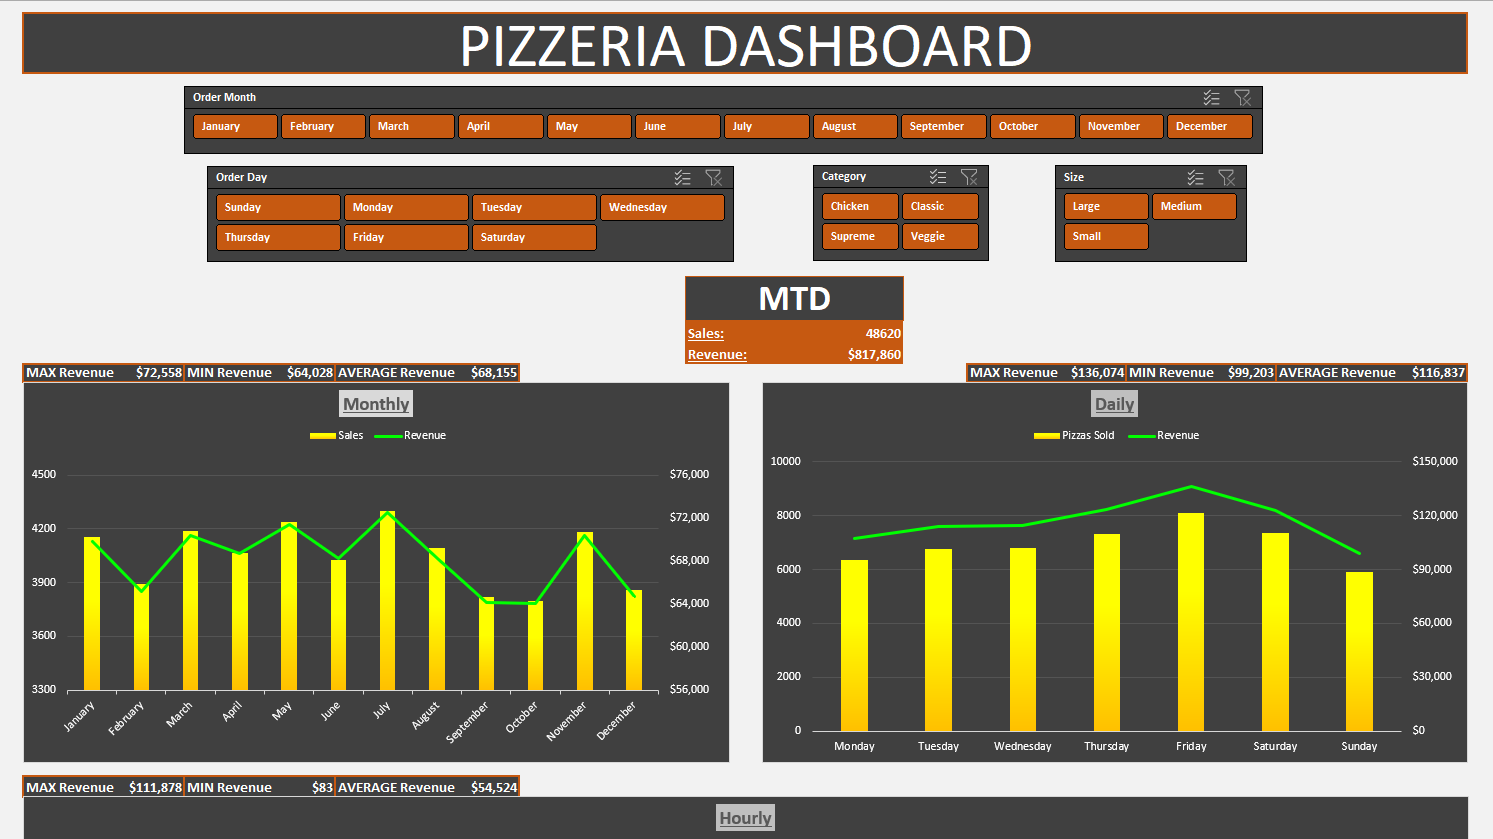 PIZZERIA DASHBOARD
Order Month
January February March April May June July August September October November December
Order Day
Sunday Monday Tuesday Wednesday
Thursday Friday Saturday
Category
Chicken Classic
Supreme Veggie
Size
Large Medium
Small
MTD
Sales: 48620
Revenue: $817,860
MAX Revenue $72,558 MIN Revenue $64,028 AVERAGE Revenue $68,155
Monthly
Sales Revenue
4500 $76,000
4200 $72,000
3900 $68,000
3600 $64,000
3300 $60,000
$56,000
January February March April May June July August September October November December
MAX Revenue $136,074 MIN Revenue $99,203 AVERAGE Revenue $116,837
Daily
Pizzas Sold Revenue
10000 $150,000
8000 $120,000
6000 $90,000
4000 $60,000
2000 $30,000
0 $0
Monday Tuesday Wednesday Thursday Friday Saturday Sunday
MAX Revenue $111,878 MIN Revenue $83 AVERAGE Revenue $54,524
Hourly